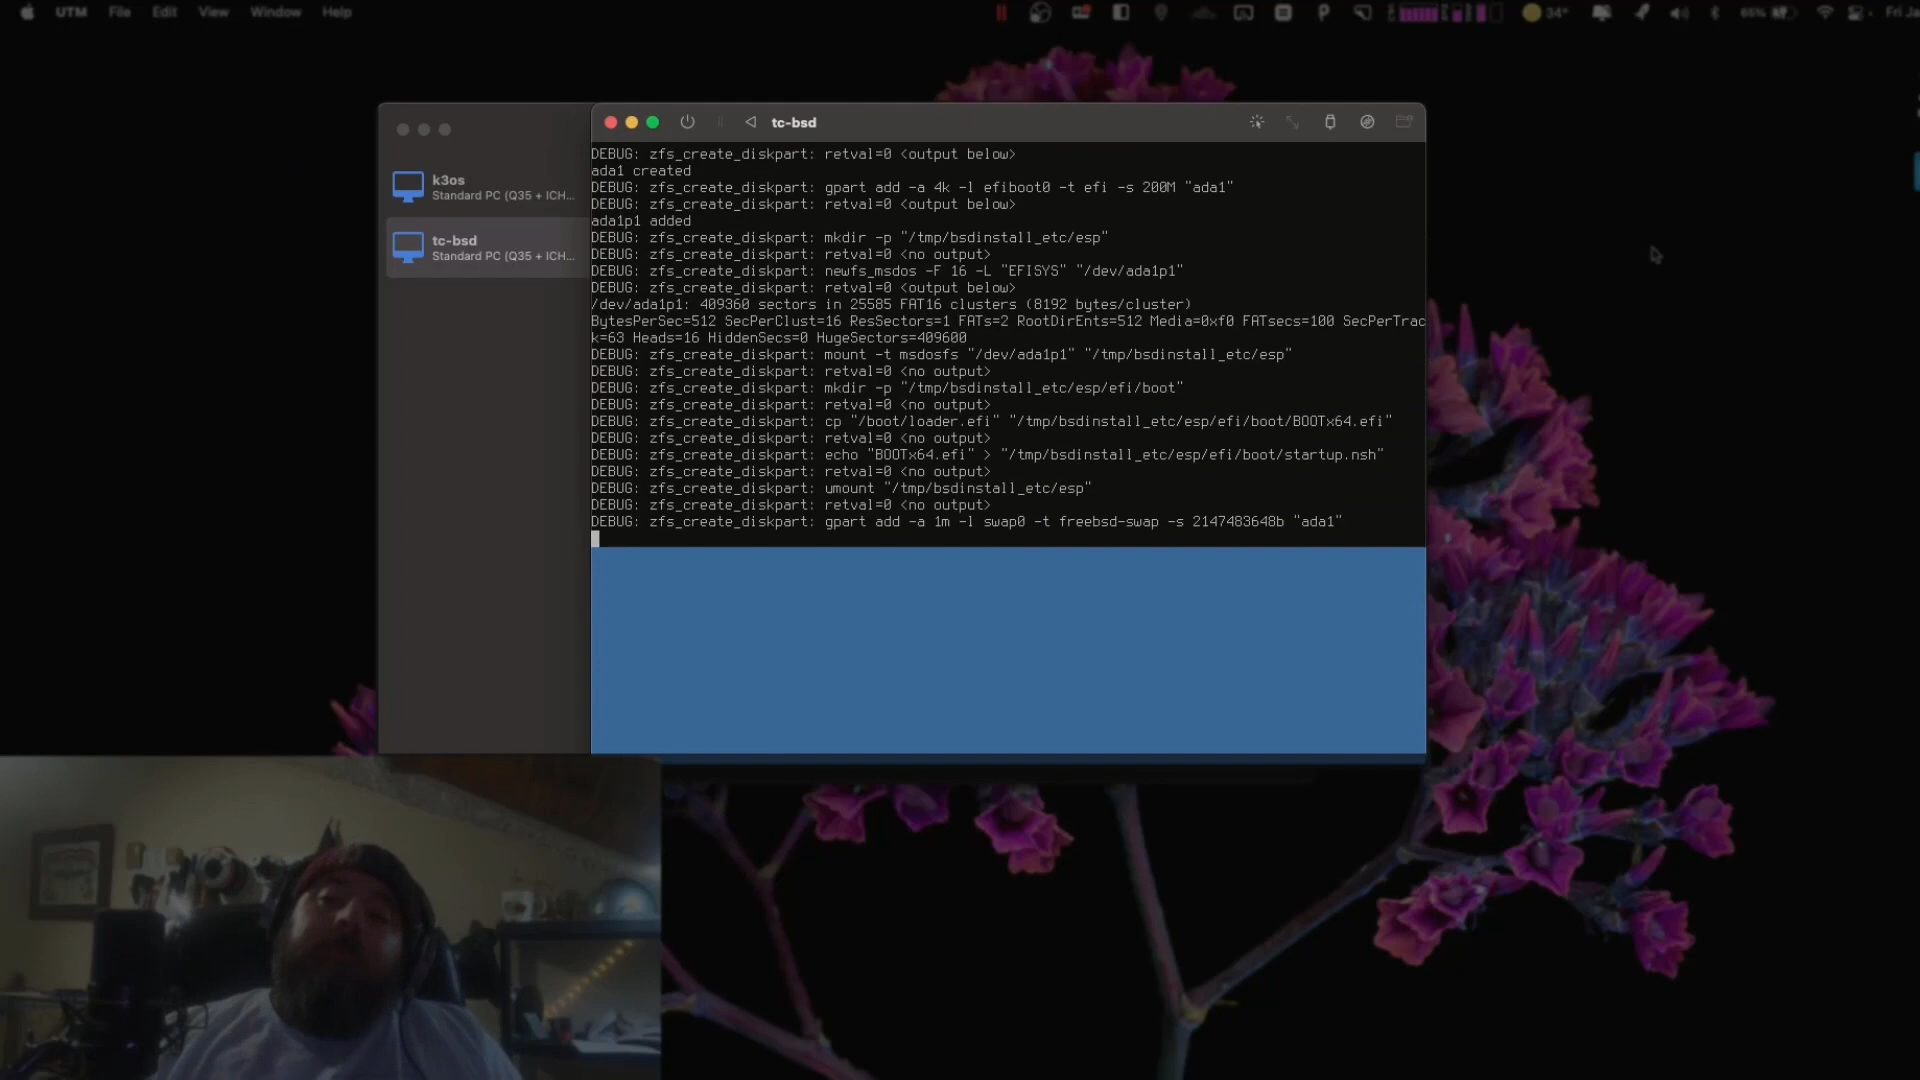 UTM File Edit View Window Help
34°
65%
Fri Ja
tc-bsd
k3os
Standard PC (Q35 + ICH...
tc-bsd
Standard PC (Q35 + ICH...
DEBUG: zfs_create_diskpart: retval=0 <output below>
ada1 created
DEBUG: zfs_create_diskpart: gpart add -a 4k -l efiboot0 -t efi -s 200M "ada1"
DEBUG: zfs_create_diskpart: retval=0 <output below>
ada1p1 added
DEBUG: zfs_create_diskpart: mkdir -p "/tmp/bsdinstall_etc/esp"
DEBUG: zfs_create_diskpart: retval=0 <no output>
DEBUG: zfs_create_diskpart: newfs_msdos -F 16 -L "EFISYS" "/dev/ada1p1"
DEBUG: zfs_create_diskpart: retval=0 <output below>
/dev/ada1p1: 409360 sectors in 25585 FAT16 clusters (8192 bytes/cluster)
BytesPerSec=512 SecPerClust=16 ResSectors=1 FATs=2 RootDirEnts=512 Media=0xf0 FATsecs=100 SecPerTrac
k=63 Heads=16 HiddenSecs=0 HugeSectors=409600
DEBUG: zfs_create_diskpart: mount -t msdosfs "/dev/ada1p1" "/tmp/bsdinstall_etc/esp"
DEBUG: zfs_create_diskpart: retval=0 <no output>
DEBUG: zfs_create_diskpart: mkdir -p "/tmp/bsdinstall_etc/esp/efi/boot"
DEBUG: zfs_create_diskpart: retval=0 <no output>
DEBUG: zfs_create_diskpart: cp "/boot/loader.efi" "/tmp/bsdinstall_etc/esp/efi/boot/BOOTx64.efi"
DEBUG: zfs_create_diskpart: retval=0 <no output>
DEBUG: zfs_create_diskpart: echo "BOOTx64.efi" > "/tmp/bsdinstall_etc/esp/efi/boot/startup.nsh"
DEBUG: zfs_create_diskpart: retval=0 <no output>
DEBUG: zfs_create_diskpart: umount "/tmp/bsdinstall_etc/esp"
DEBUG: zfs_create_diskpart: retval=0 <no output>
DEBUG: zfs_create_diskpart: gpart add -a 1m -l swap0 -t freebsd-swap -s 2147483648b "ada1"